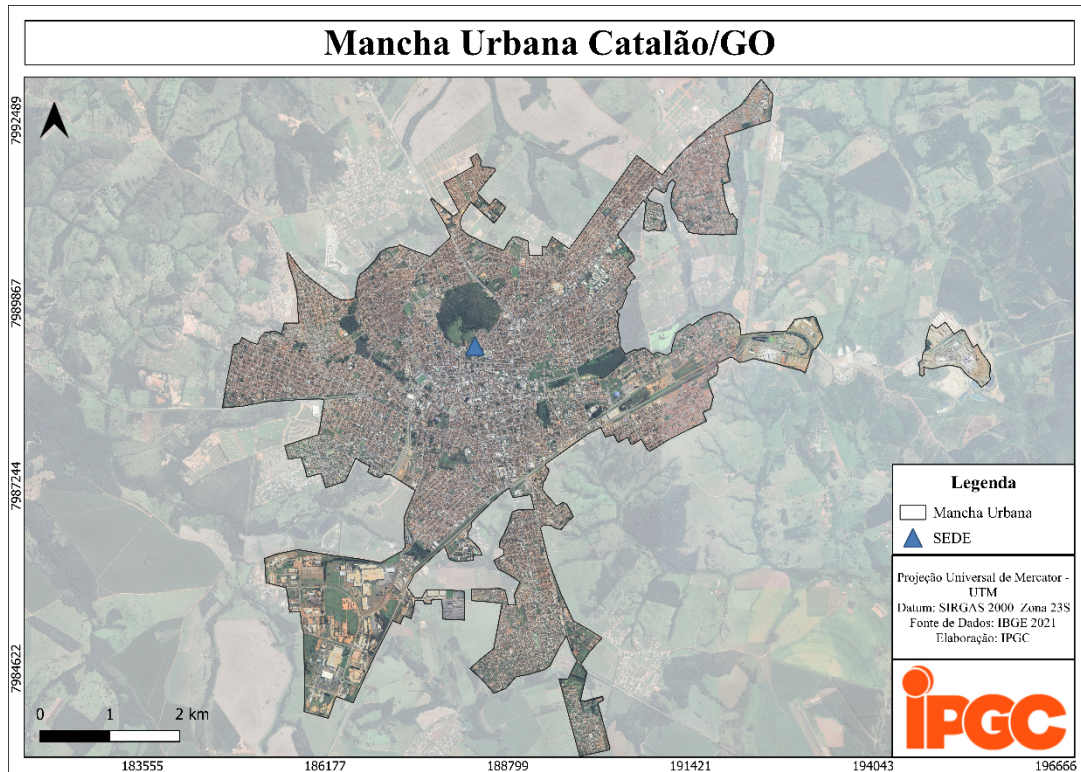 Mancha Urbana Catalão/GO
7992489
7989867
7987244
7984622
Legenda
Mancha Urbana
SEDE
Projeção Universal de Mercator -
UTM
Datum: SIRGAS 2000 Zona 23S
Fonte de Dados: IBGE 2021
Elaboração: IPGC
iPGC
0 1 2 km
183555 186177 188799 191421 194043 196666